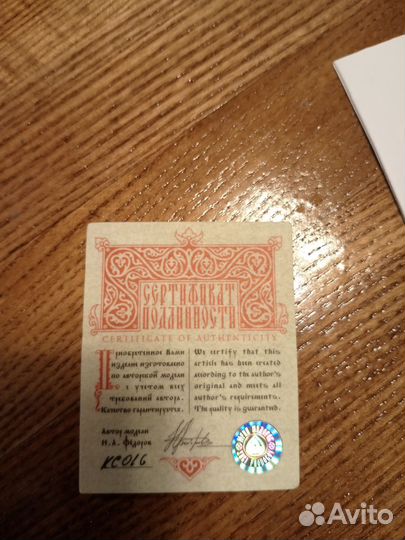 СЕРТИФИКАТ
ПОДЛИННОСТИ
CERTIFICATE OF AUTHENTICITY
Приобретенное Вами
изделие изготовлено
по авторской модели
с учетом всех
требований автора.
Качество гарантируется.
We certify that this
article has been created
according to the author's
original and meets all
author's requirements.
The quality is guaranteed.
Автор модели
И. А. Фёдоров
КС016
Avito